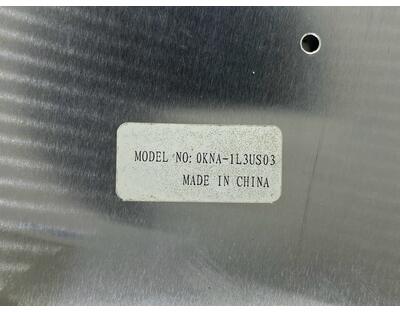 MODEL NO: 0KNA-1L3US03
MADE IN CHINA